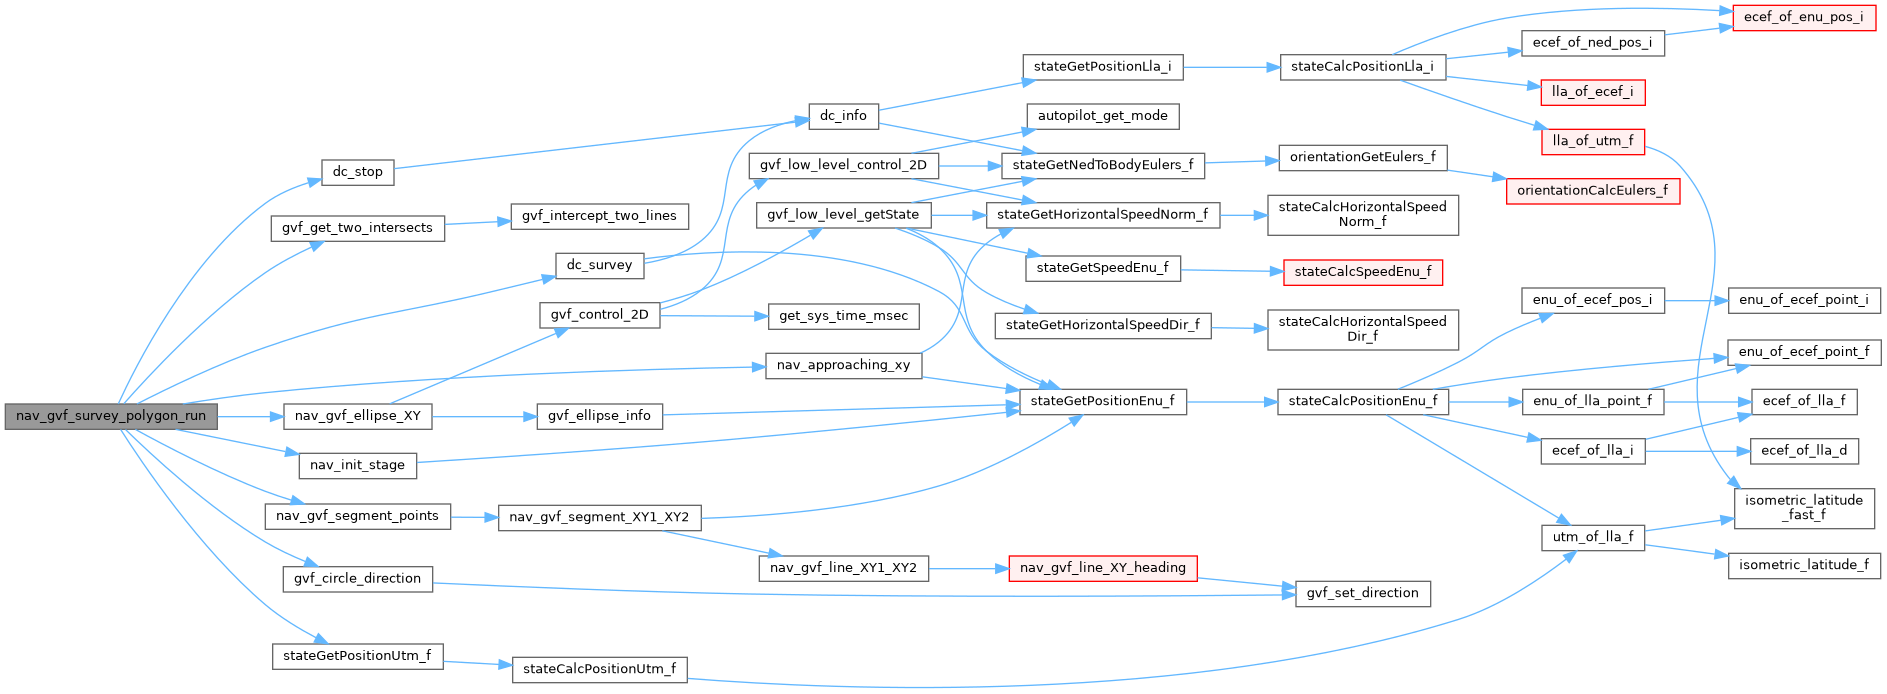 nav_gvf_survey_polygon_run
dc_stop
gvf_get_two_intersects
gvf_intercept_two_lines
dc_survey
gvf_control_2D
nav_gvf_ellipse_XY
gvf_ellipse_info
nav_init_stage
nav_gvf_segment_points
nav_gvf_segment_XY1_XY2
gvf_circle_direction
stateGetPositionUtm_f
stateCalcPositionUtm_f
dc_info
gvf_low_level_control_2D
gvf_low_level_getState
get_sys_time_msec
nav_approaching_xy
nav_gvf_line_XY1_XY2
stateGetPositionLla_i
autopilot_get_mode
stateGetNedToBodyEulers_f
stateGetHorizontalSpeedNorm_f
stateGetSpeedEnu_f
stateGetHorizontalSpeedDir_f
stateGetPositionEnu_f
nav_gvf_line_XY_heading
stateCalcPositionLla_i
orientationGetEulers_f
stateCalcHorizontalSpeed
Norm_f
stateCalcSpeedEnu_f
stateCalcHorizontalSpeed
Dir_f
stateCalcPositionEnu_f
gvf_set_direction
ecef_of_enu_pos_i
ecef_of_ned_pos_i
lla_of_ecef_i
lla_of_utm_f
orientationCalcEulers_f
enu_of_ecef_pos_i
enu_of_ecef_point_i
enu_of_ecef_point_f
enu_of_lla_point_f
ecef_of_lla_f
ecef_of_lla_i
ecef_of_lla_d
isometric_latitude
_fast_f
utm_of_lla_f
isometric_latitude_f